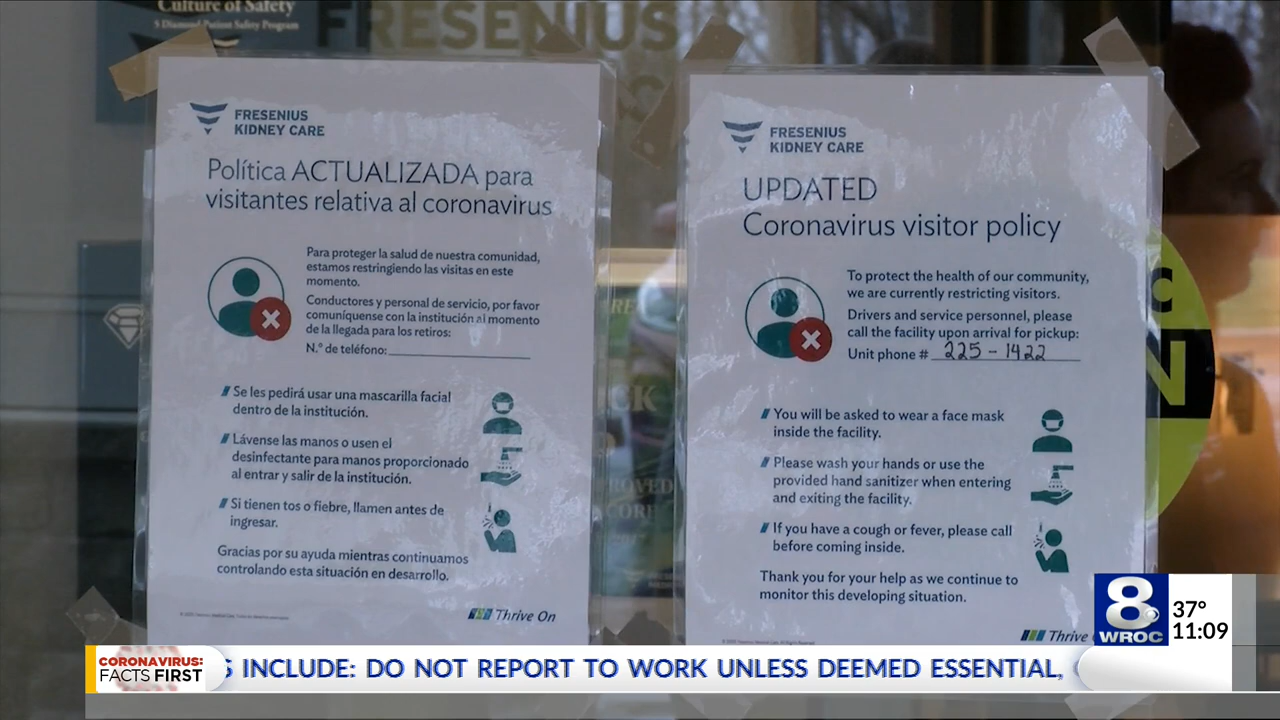 Culture of Safety
5 Diamond Patient Safety Program
FRESENIUS
FRESENIUS
KIDNEY CARE
Política ACTUALIZADA para
visitantes relativa al coronavirus
Para proteger la salud de nuestra comunidad,
estamos restringiendo las visitas en este
momento.
Conductores y personal de servicio, por favor
comuníquense con la institución al momento
de la llegada para los retiros:
N.º de teléfono:
Se les pedirá usar una mascarilla facial
dentro de la institución.
Lávense las manos o usen el
desinfectante para manos proporcionado
al entrar y salir de la institución.
Si tienen tos o fiebre, llamen antes de
ingresar.
Gracias por su ayuda mientras continuamos
controlando esta situación en desarrollo.
Thrive On
FRESENIUS
KIDNEY CARE
UPDATED
Coronavirus visitor policy
To protect the health of our community,
we are currently restricting visitors.
Drivers and service personnel, please
call the facility upon arrival for pickup:
Unit phone # 225-1422
You will be asked to wear a face mask
inside the facility.
Please wash your hands or use the
provided hand sanitizer when entering
and exiting the facility.
If you have a cough or fever, please call
before coming inside.
Thank you for your help as we continue to
monitor this developing situation.
Thrive
8
WROC
37°
11:09
CORONAVIRUS:
FACTS FIRST
S INCLUDE: DO NOT REPORT TO WORK UNLESS DEEMED ESSENTIAL,